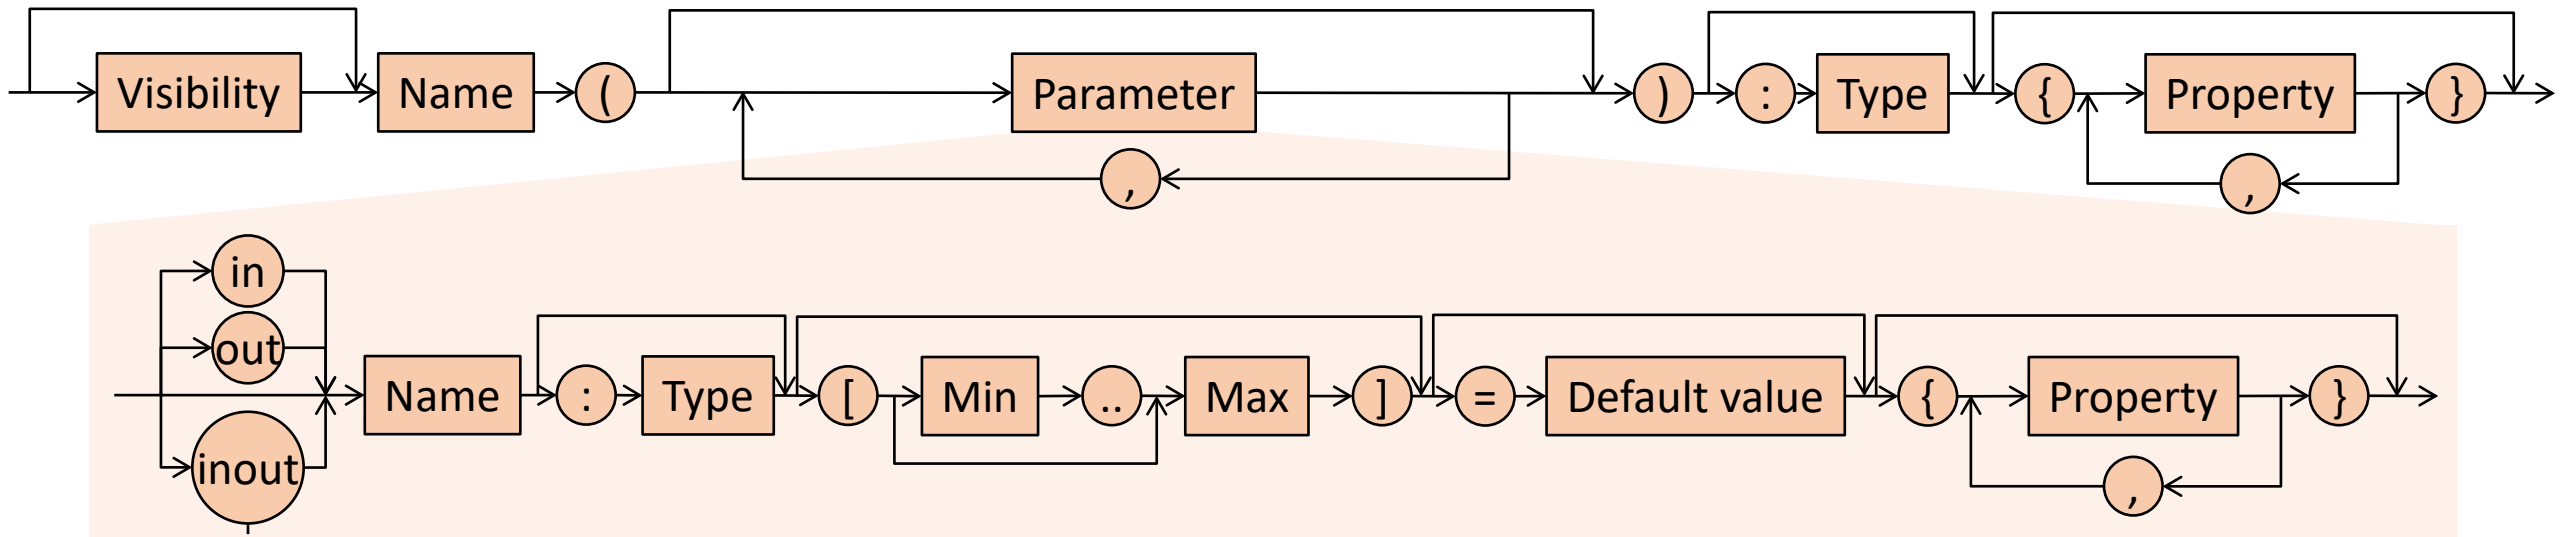 Visibility Name ( Parameter ) : Type { Property }
, ,
in
out
Name : Type [ Min .. Max ] = Default value { Property }
inout ,